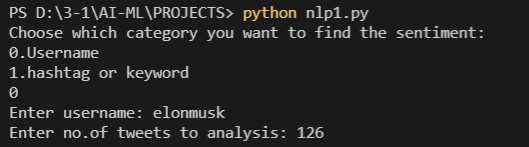 PS D:\3-1\AI-ML\PROJECTS> python nlp1.py
Choose which category you want to find the sentiment:
0.Username
1.hashtag or keyword
0
Enter username: elonmusk
Enter no.of tweets to analysis: 126